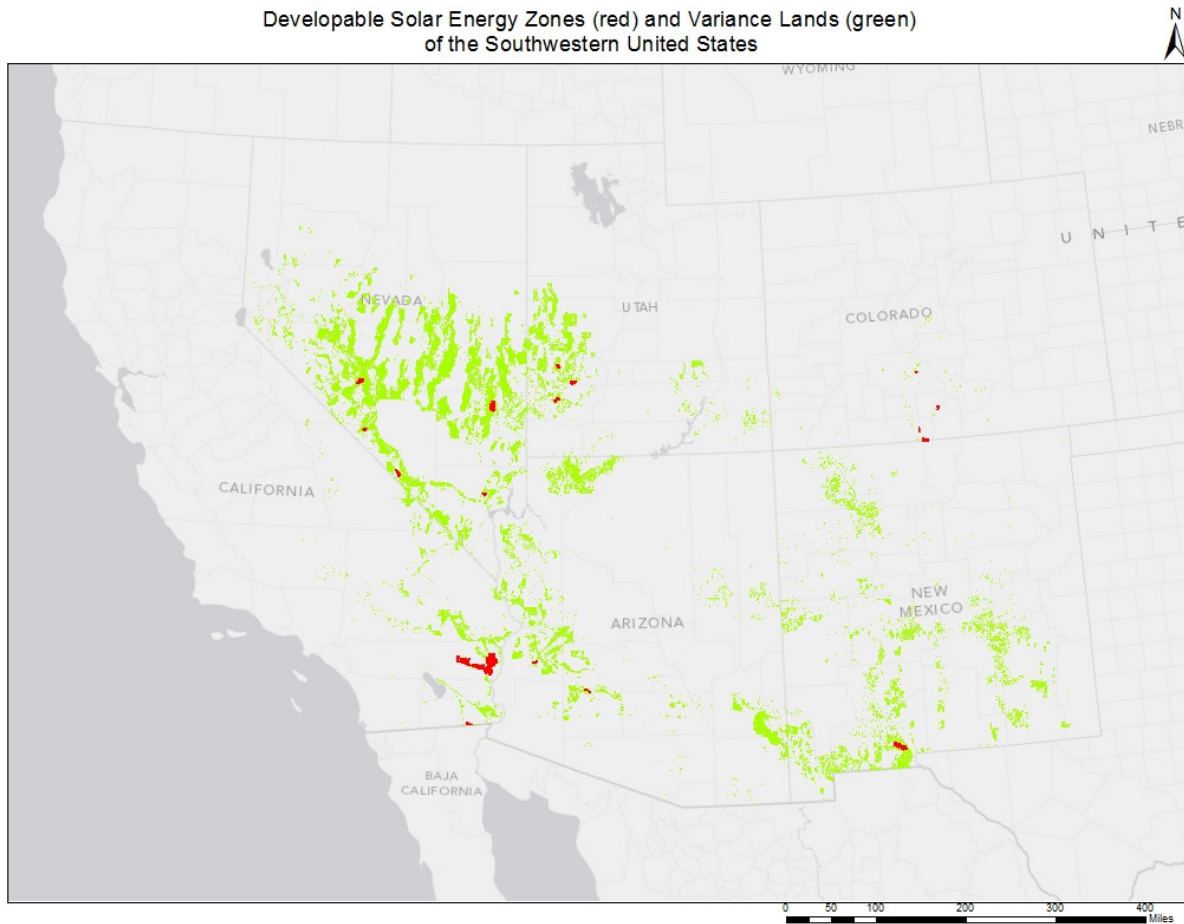 Developable Solar Energy Zones (red) and Variance Lands (green)
of the Southwestern United States
N
WYOMING
NEBR
UNITE
NEVADA
UTAH
COLORADO
CALIFORNIA
ARIZONA
NEW
MEXICO
BAJA
CALIFORNIA
0 50 100 200 300 400
Miles